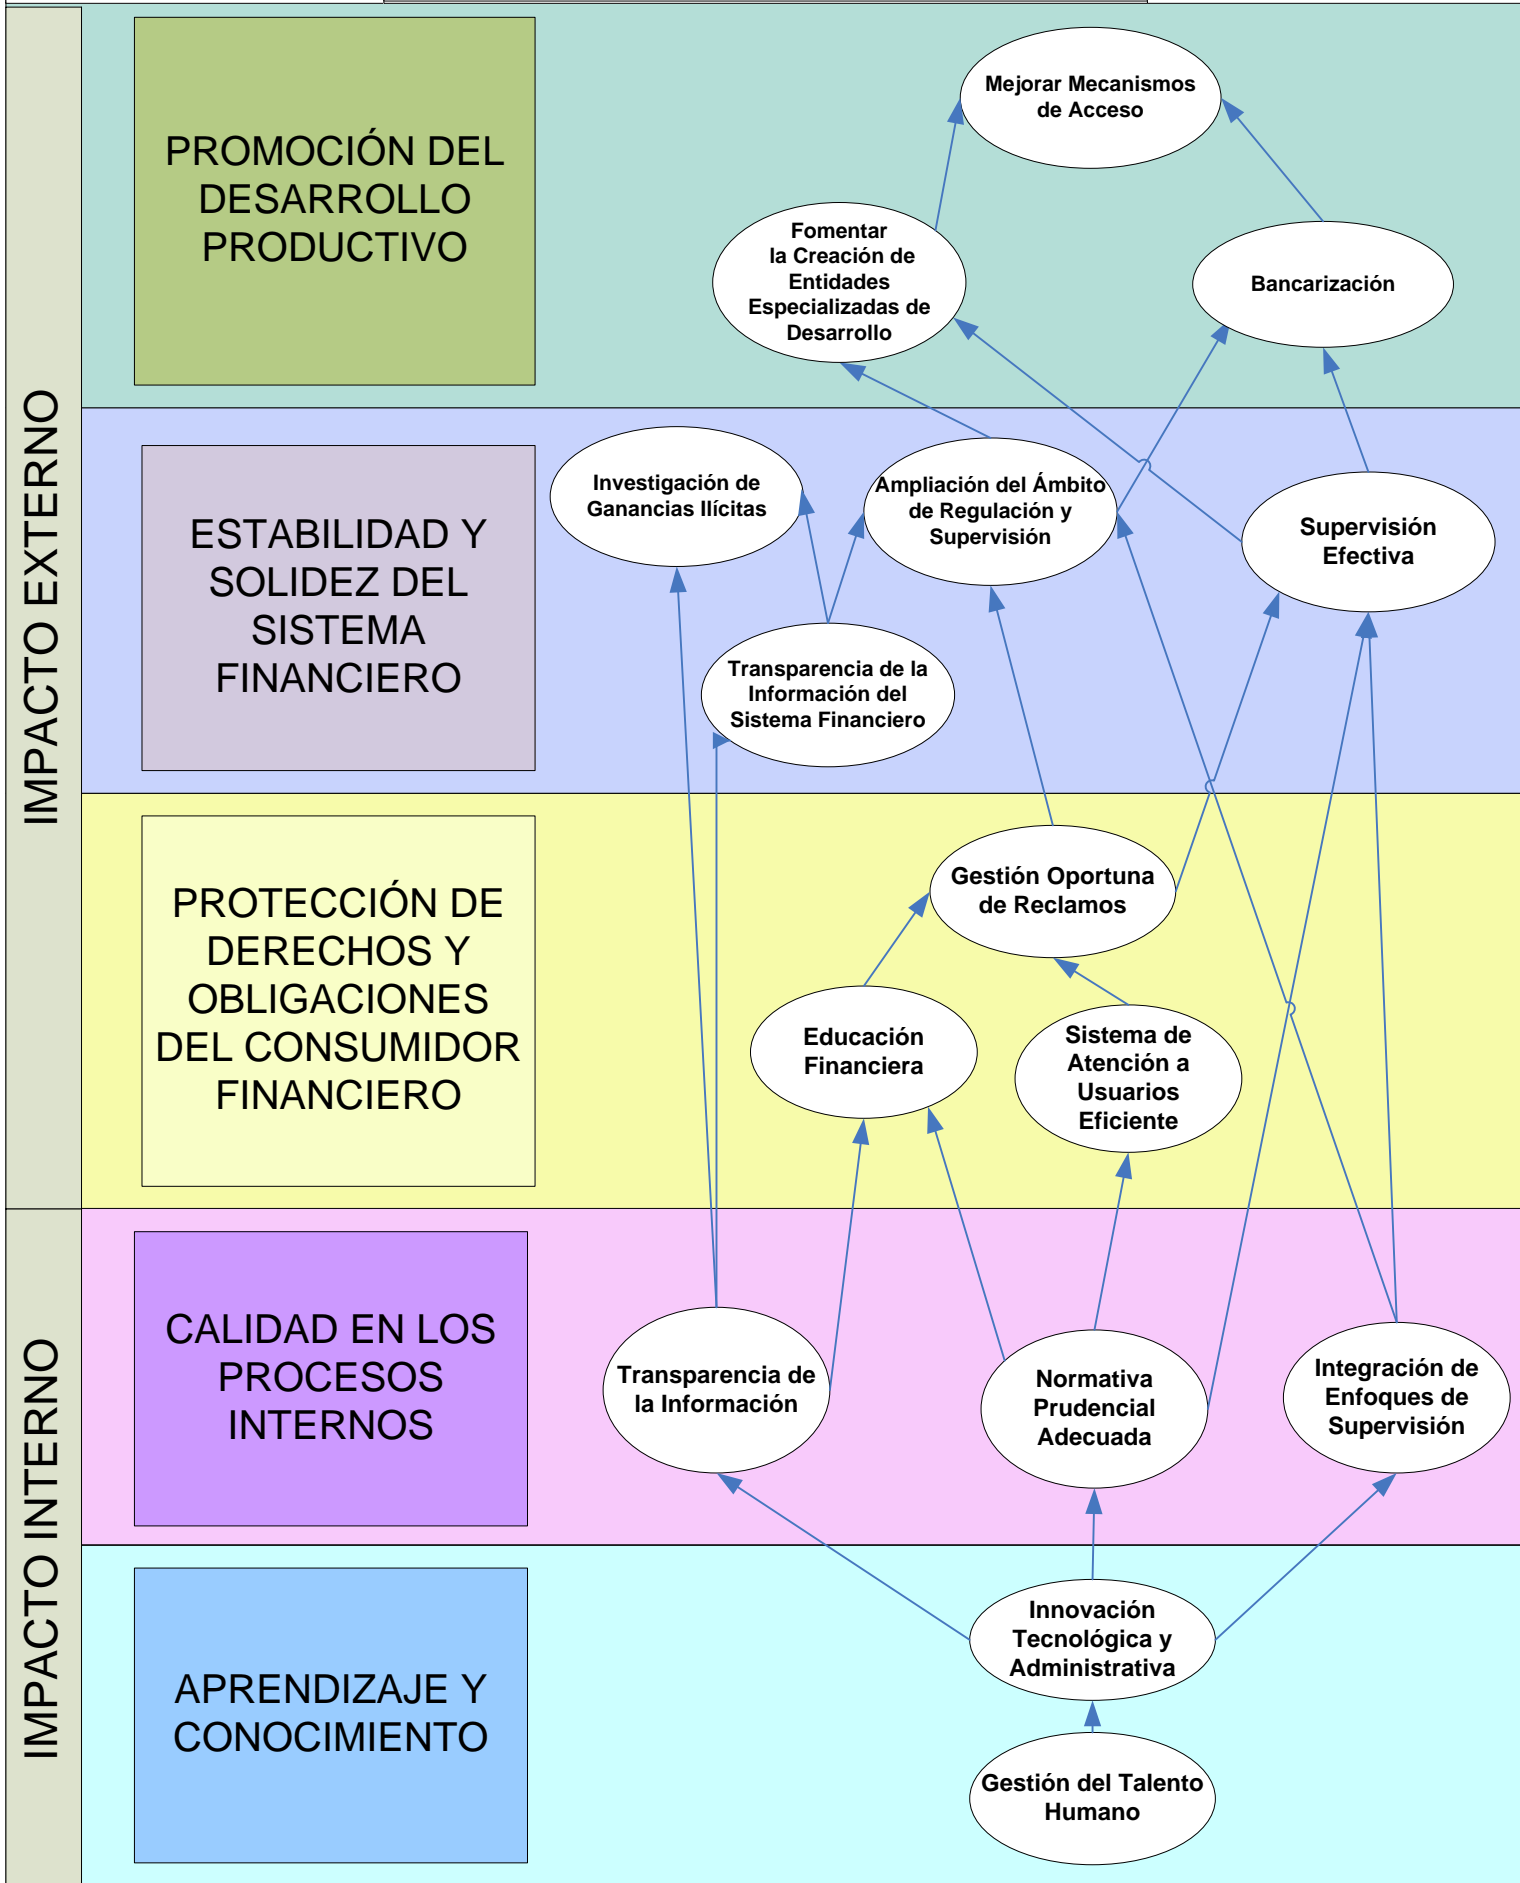 IMPACTO EXTERNO
PROMOCIÓN DEL
DESARROLLO
PRODUCTIVO
Mejorar Mecanismos
de Acceso
Fomentar
la Creación de
Entidades
Especializadas de
Desarrollo
Bancarización
ESTABILIDAD Y
SOLIDEZ DEL
SISTEMA
FINANCIERO
Investigación de
Ganancias Ilícitas
Ampliación del Ámbito
de Regulación y
Supervisión
Supervisión
Efectiva
Transparencia de la
Información del
Sistema Financiero
PROTECCIÓN DE
DERECHOS Y
OBLIGACIONES
DEL CONSUMIDOR
FINANCIERO
Gestión Oportuna
de Reclamos
Educación
Financiera
Sistema de
Atención a
Usuarios
Eficiente
IMPACTO INTERNO
CALIDAD EN LOS
PROCESOS
INTERNOS
Transparencia de
la Información
Normativa
Prudencial
Adecuada
Integración de
Enfoques de
Supervisión
APRENDIZAJE Y
CONOCIMIENTO
Innovación
Tecnológica y
Administrativa
Gestión del Talento
Humano